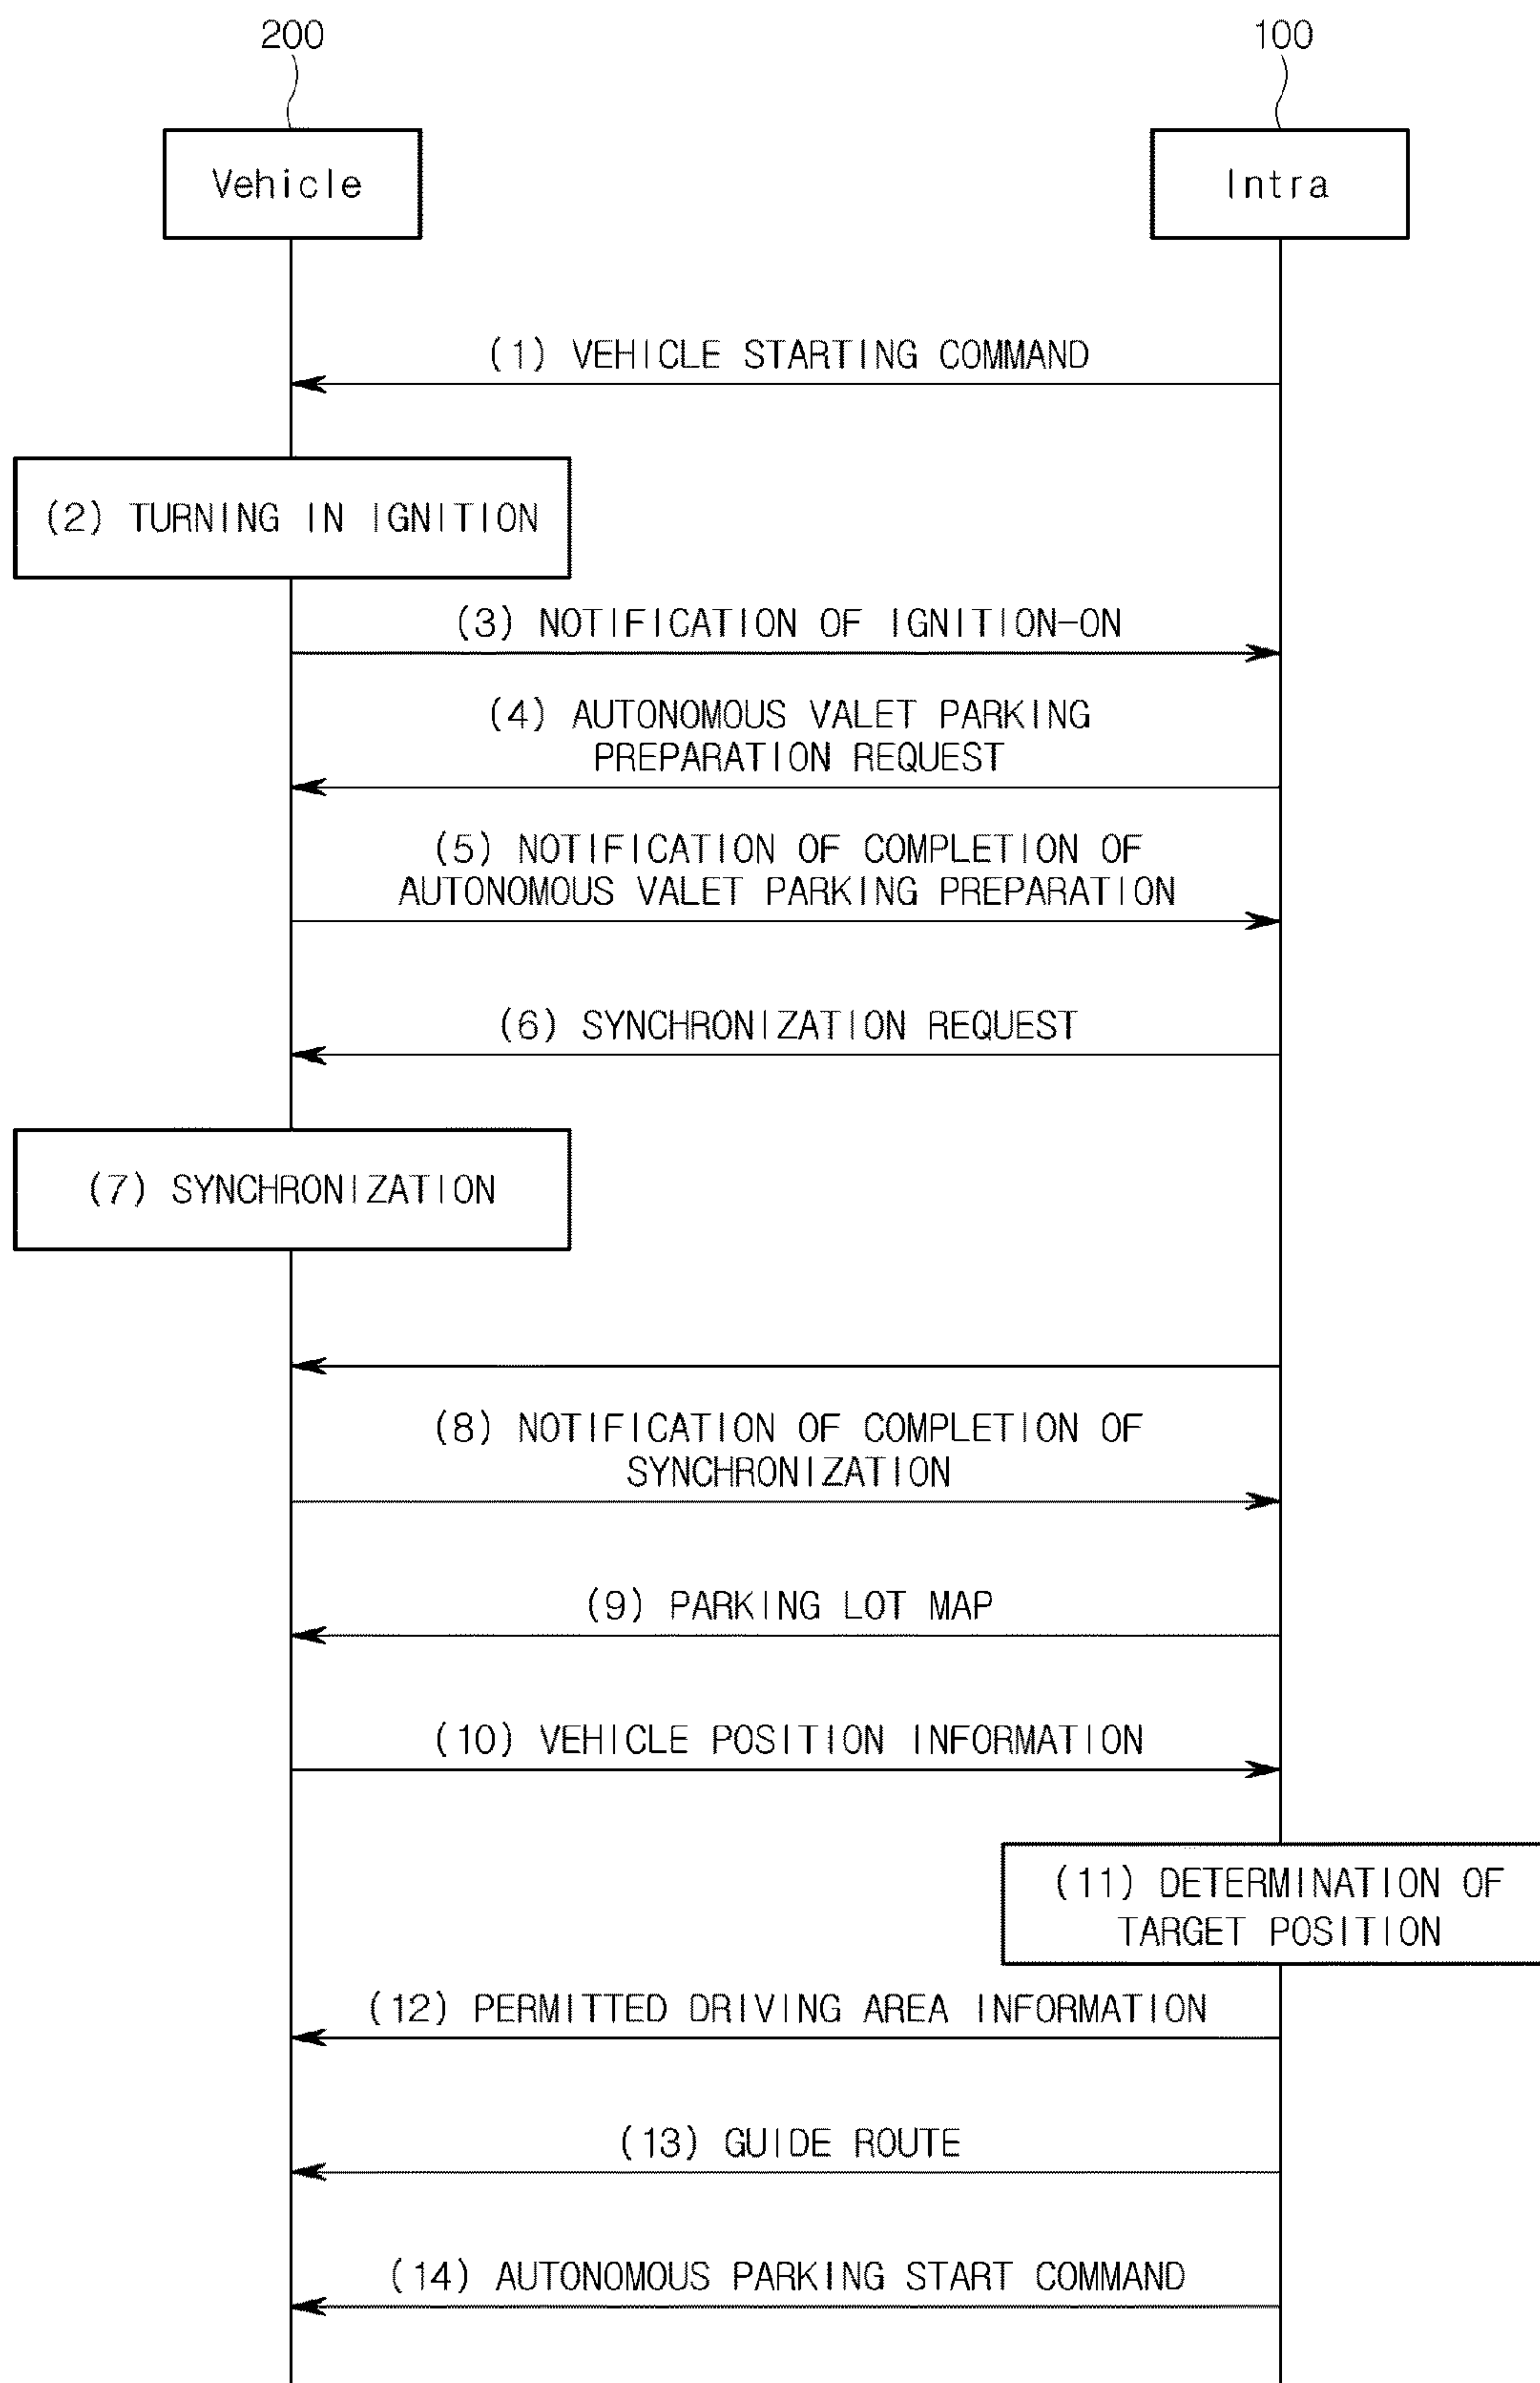 200
100
Vehicle
Intra
(1) VEHICLE STARTING COMMAND
(2) TURNING IN IGNITION
(3) NOTIFICATION OF IGNITION-ON
(4) AUTONOMOUS VALET PARKING
PREPARATION REQUEST
(5) NOTIFICATION OF COMPLETION OF
AUTONOMOUS VALET PARKING PREPARATION
(6) SYNCHRONIZATION REQUEST
(7) SYNCHRONIZATION
(8) NOTIFICATION OF COMPLETION OF
SYNCHRONIZATION
(9) PARKING LOT MAP
(10) VEHICLE POSITION INFORMATION
(11) DETERMINATION OF
TARGET POSITION
(12) PERMITTED DRIVING AREA INFORMATION
(13) GUIDE ROUTE
(14) AUTONOMOUS PARKING START COMMAND